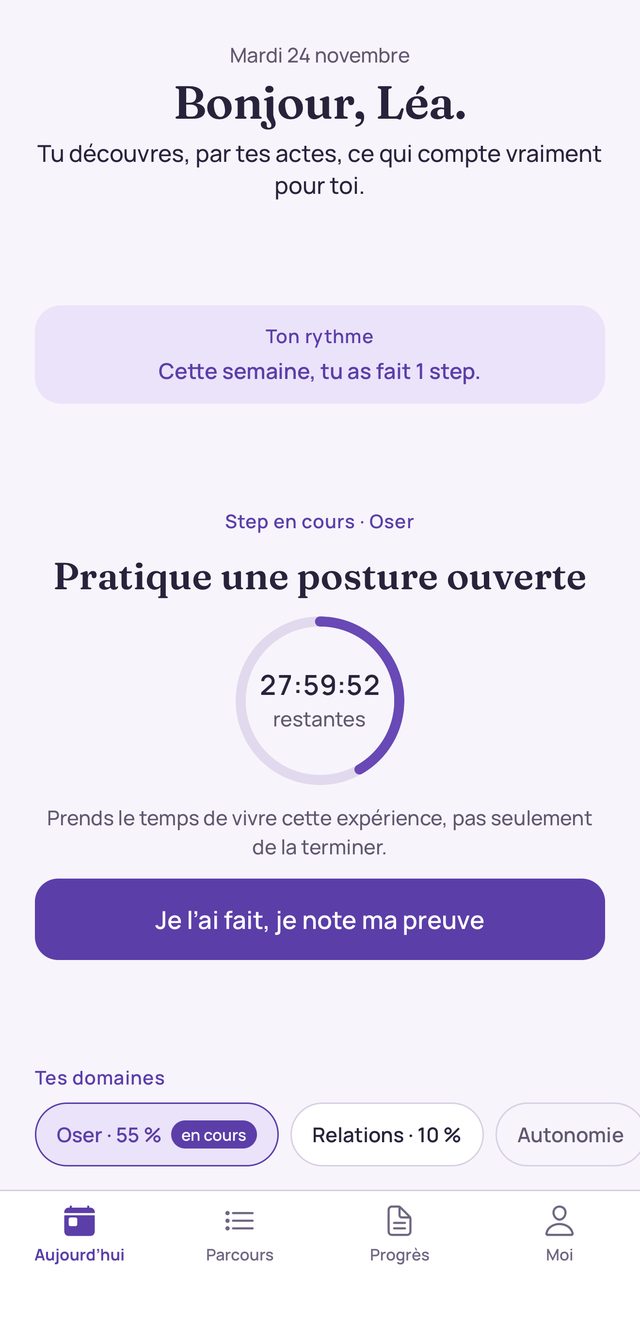 Mardi 24 novembre
Bonjour, Léa.
Tu découvres, par tes actes, ce qui compte vraiment
pour toi.
Ton rythme
Cette semaine, tu as fait 1 step.
Step en cours · Oser
Pratique une posture ouverte
27:59:52
restantes
Prends le temps de vivre cette expérience, pas seulement
de la terminer.
Je l’ai fait, je note ma preuve
Tes domaines
Oser · 55 % en cours
Relations · 10 %
Autonomie
Aujourd’hui
Parcours
Progrès
Moi